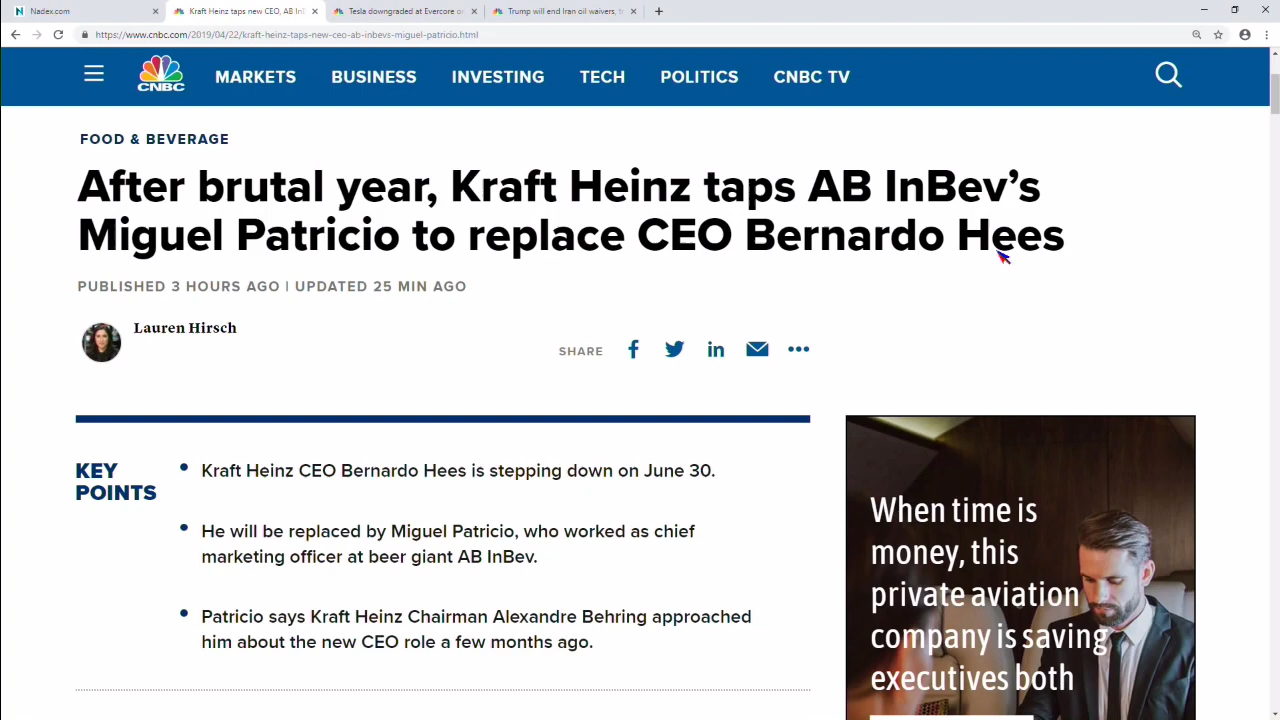 Nadex.com
Kraft Heinz taps new CEO, AB InB
Tesla downgraded at Evercore o
Trump will end Iran oil waivers, t
https://www.cnbc.com/2019/04/22/kraft-heinz-taps-new-ceo-ab-inbevs-miguel-patricio.html
CNBC
MARKETS
BUSINESS
INVESTING
TECH
POLITICS
CNBC TV
FOOD & BEVERAGE
After brutal year, Kraft Heinz taps AB InBev’s
Miguel Patricio to replace CEO Bernardo Hees
PUBLISHED 3 HOURS AGO | UPDATED 25 MIN AGO
Lauren Hirsch
SHARE
KEY
POINTS
Kraft Heinz CEO Bernardo Hees is stepping down on June 30.
He will be replaced by Miguel Patricio, who worked as chief
marketing officer at beer giant AB InBev.
Patricio says Kraft Heinz Chairman Alexandre Behring approached
him about the new CEO role a few months ago.
When time is
money, this
private aviation
company is saving
executives both